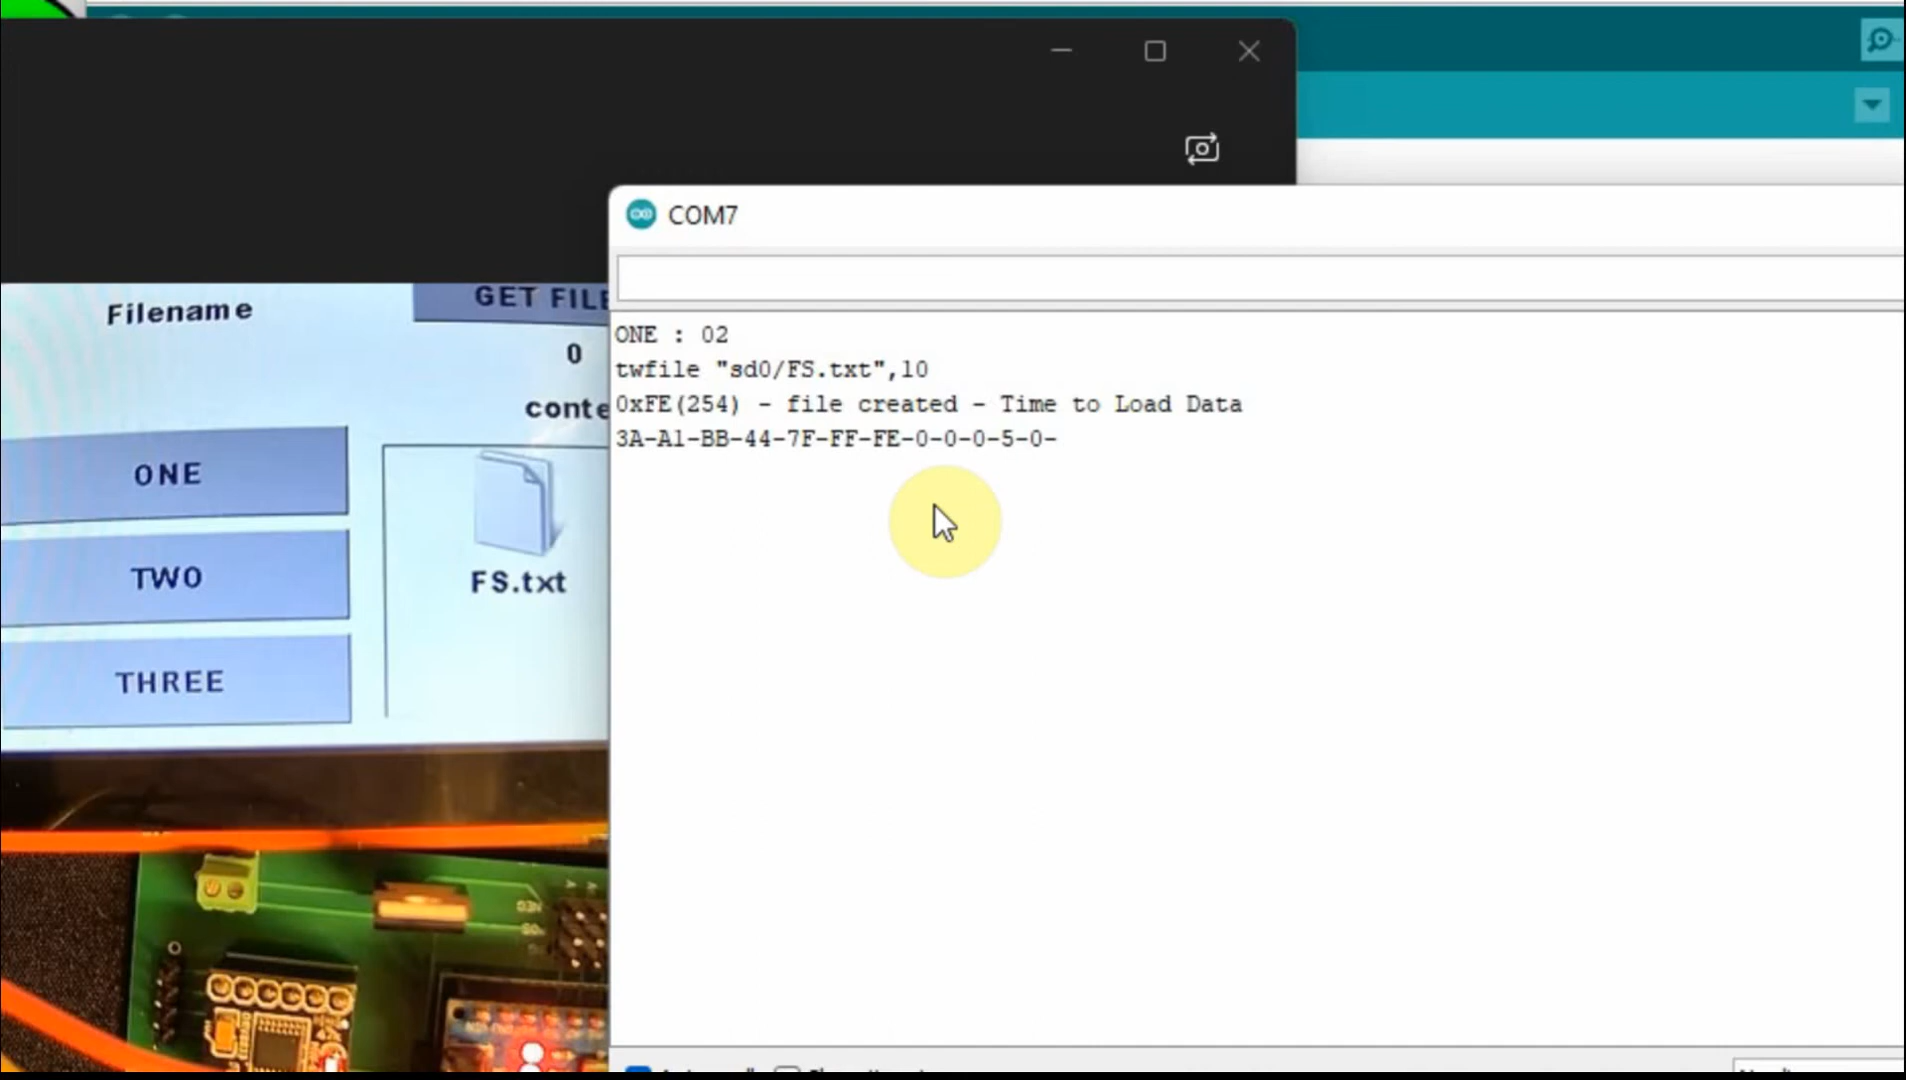 COM7
Filename
GET FILE
0
conte
ONE
TWO
THREE
FS.txt
ONE : 02
twfile "sd0/FS.txt",10
0xFE(254) - file created - Time to Load Data
3A-A1-BB-44-7F-FF-FE-0-0-0-5-0-